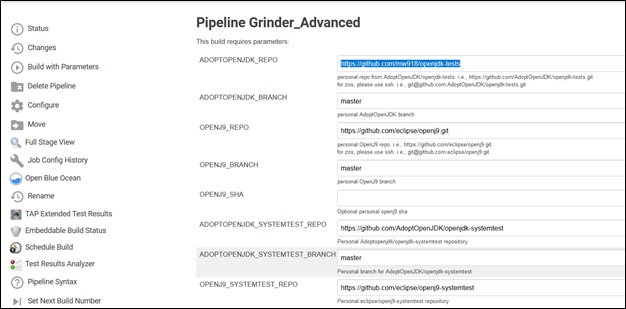 Pipeline Grinder_Advanced
This build requires parameters:
Status
Changes
Build with Parameters
Delete Pipeline
Configure
Move
Full Stage View
Job Config History
Open Blue Ocean
Rename
TAP Extended Test Results
Embeddable Build Status
Schedule Build
Test Results Analyzer
Pipeline Syntax
Set Next Build Number
ADOPTOPENJDK_REPO
https://github.com/mw918/openjdk-tests
personal repo from AdoptOpenJDK/openjdk-tests. i.e., https://github.com/AdoptOpenJDK/openjdk-tests.git
for zos, please use ssh. i.e., git@github.com:AdoptOpenJDK/openjdk-tests.git
ADOPTOPENJDK_BRANCH
master
personal AdoptOpenJDK branch
OPENJ9_REPO
https://github.com/eclipse/openj9.git
personal OpenJ9 repo. i.e., https://github.com/eclipse/openj9.git
for zos, please use ssh. i.e., git@github.com:eclipse/openj9.git
OPENJ9_BRANCH
master
personal OpenJ9 branch
OPENJ9_SHA
Optional personal openj9 sha
ADOPTOPENJDK_SYSTEMTEST_REPO
https://github.com/AdoptOpenJDK/openjdk-systemtest
Personal Adoptopenjdk/openjdk-systemtest repository
ADOPTOPENJDK_SYSTEMTEST_BRANCH
master
Personal branch for AdoptOpenJDK/openjdk-systemtest
OPENJ9_SYSTEMTEST_REPO
https://github.com/eclipse/openj9-systemtest
Personal eclipse/openj9-systemtest repository